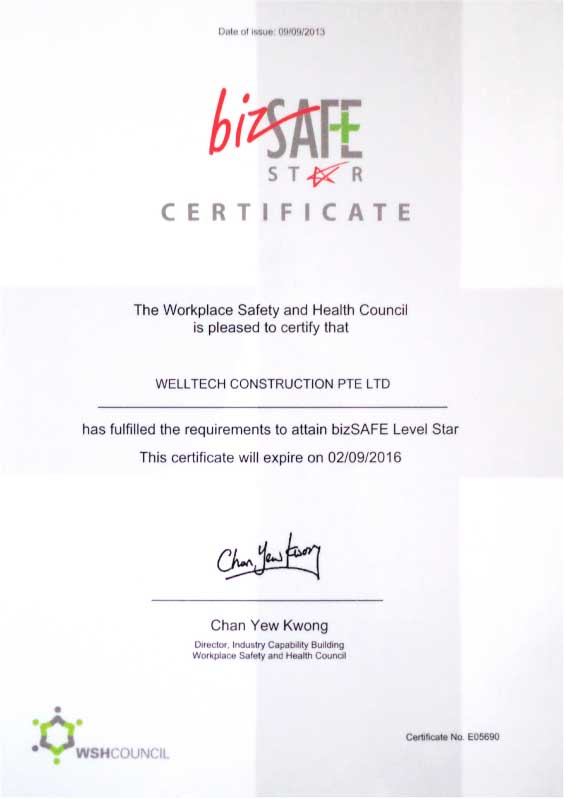 Date of issue: 09/09/2013
bizSAFE
STAR
CERTIFICATE
The Workplace Safety and Health Council
is pleased to certify that
WELLTECH CONSTRUCTION PTE LTD
has fulfilled the requirements to attain bizSAFE Level Star
This certificate will expire on 02/09/2016
Chan Yew Kwong
Chan Yew Kwong
Director, Industry Capability Building
Workplace Safety and Health Council
WSHCOUNCIL
Certificate No. E05690